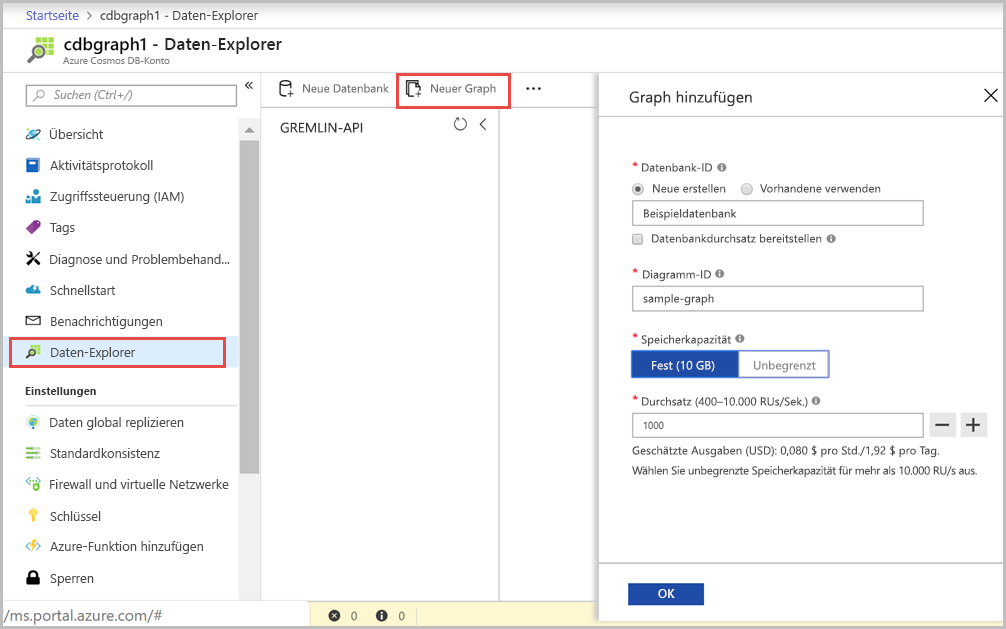 Startseite > cdbgraph1 - Daten-Explorer
cdbgraph1 - Daten-Explorer
Azure Cosmos DB-Konto
Suchen (Ctrl+/)
«
Übersicht
Aktivitätsprotokoll
Zugriffssteuerung (IAM)
Tags
Diagnose und Problembehand...
Schnellstart
Benachrichtigungen
Daten-Explorer
Einstellungen
Daten global replizieren
Standardkonsistenz
Firewall und virtuelle Netzwerke
Schlüssel
Azure-Funktion hinzufügen
Sperren
/ms.portal.azure.com/#
Neue Datenbank
Neuer Graph
...
GREMLIN-API
0
0
Graph hinzufügen
* Datenbank-ID
Neue erstellen
Vorhandene verwenden
Beispieldatenbank
Datenbankdurchsatz bereitstellen
* Diagramm-ID
sample-graph
* Speicherkapazität
Fest (10 GB)
Unbegrenzt
* Durchsatz (400–10.000 RUs/Sek.)
1000
Geschätzte Ausgaben (USD): 0,080 $ pro Std./1,92 $ pro Tag.
Wählen Sie unbegrenzte Speicherkapazität für mehr als 10.000 RU/s aus.
OK